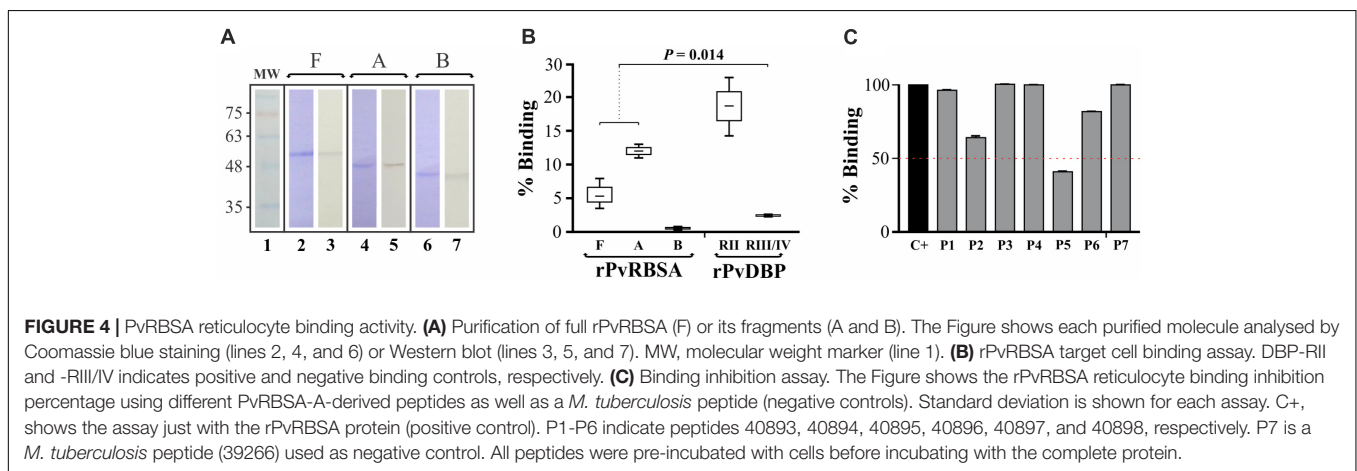 A
F
A
B
MW
75
63
48
35
1 2 3 4 5 6 7
B
P = 0.014
% Binding
30
25
20
15
10
5
0
F A B RII RIII/IV
rPvRBSA rPvDBP
C
% Binding
100
50
0
C+ P1 P2 P3 P4 P5 P6 P7
FIGURE 4 | PvRBSA reticulocyte binding activity. (A) Purification of full rPvRBSA (F) or its fragments (A and B). The Figure shows each purified molecule analysed by
Coomassie blue staining (lines 2, 4, and 6) or Western blot (lines 3, 5, and 7). MW, molecular weight marker (line 1). (B) rPvRBSA target cell binding assay. DBP-RII
and -RIII/IV indicates positive and negative binding controls, respectively. (C) Binding inhibition assay. The Figure shows the rPvRBSA reticulocyte binding inhibition
percentage using different PvRBSA-A-derived peptides as well as a M. tuberculosis peptide (negative controls). Standard deviation is shown for each assay. C+,
shows the assay just with the rPvRBSA protein (positive control). P1-P6 indicate peptides 40893, 40894, 40895, 40896, 40897, and 40898, respectively. P7 is a
M. tuberculosis peptide (39266) used as negative control. All peptides were pre-incubated with cells before incubating with the complete protein.